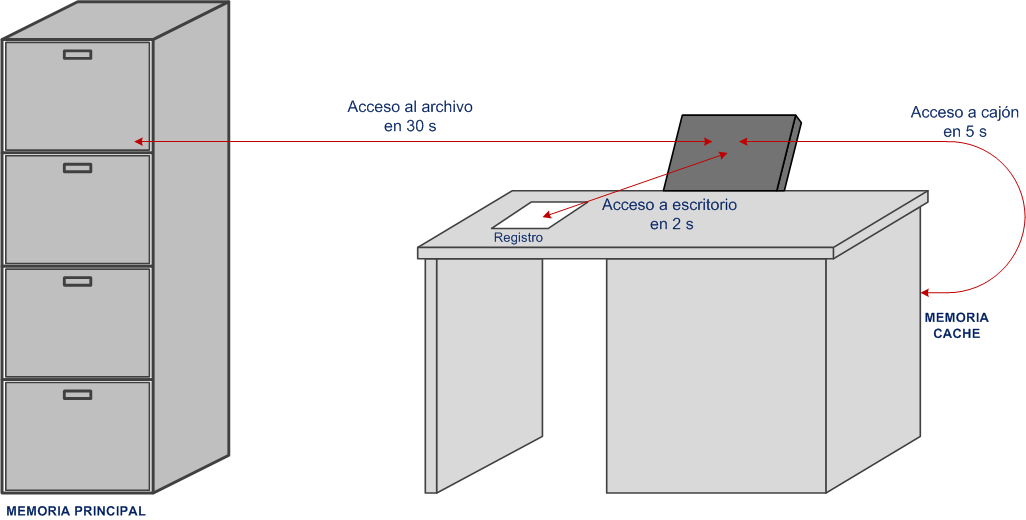 Acceso al archivo
en 30 s
Acceso a cajón
en 5 s
Acceso a escritorio
en 2 s
Registro
MEMORIA
CACHE
MEMORIA PRINCIPAL